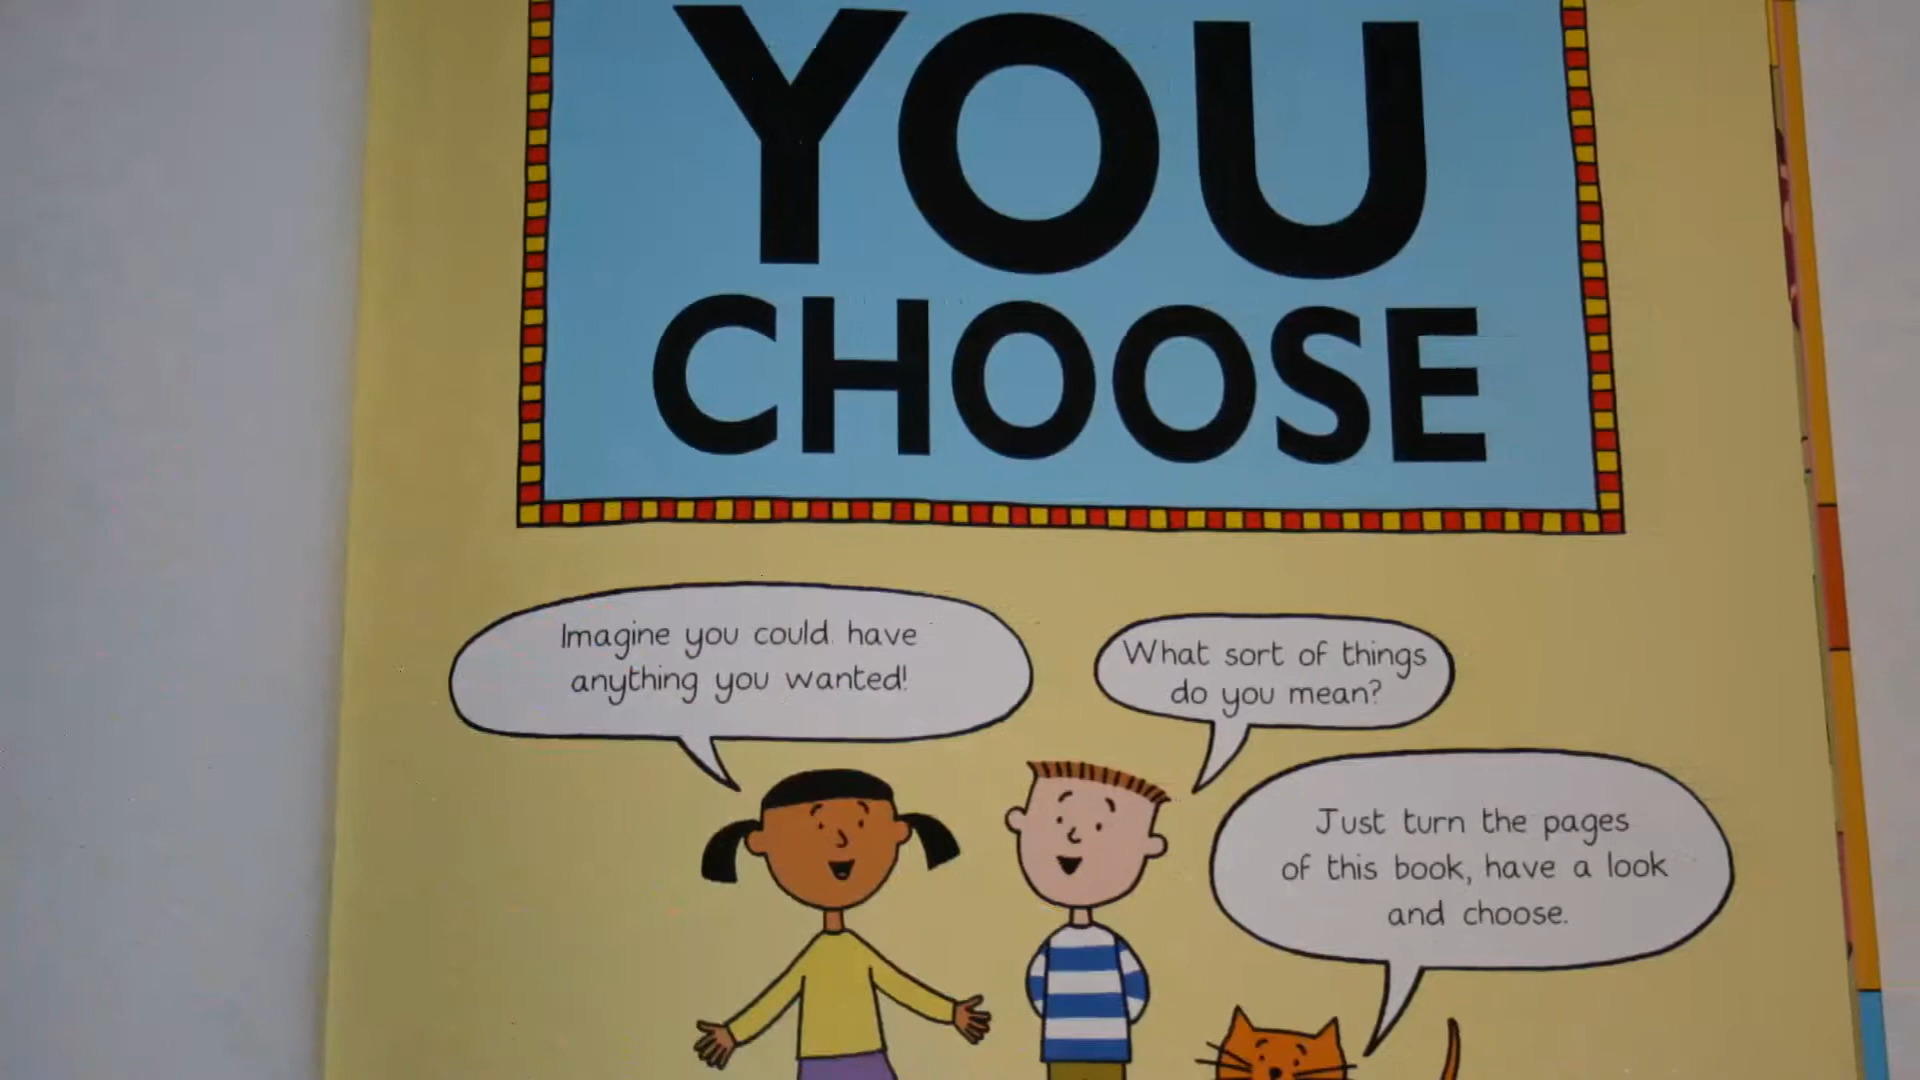 YOU
CHOOSE
Imagine you could have
anything you wanted!
What sort of things
do you mean?
Just turn the pages
of this book, have a look
and choose.